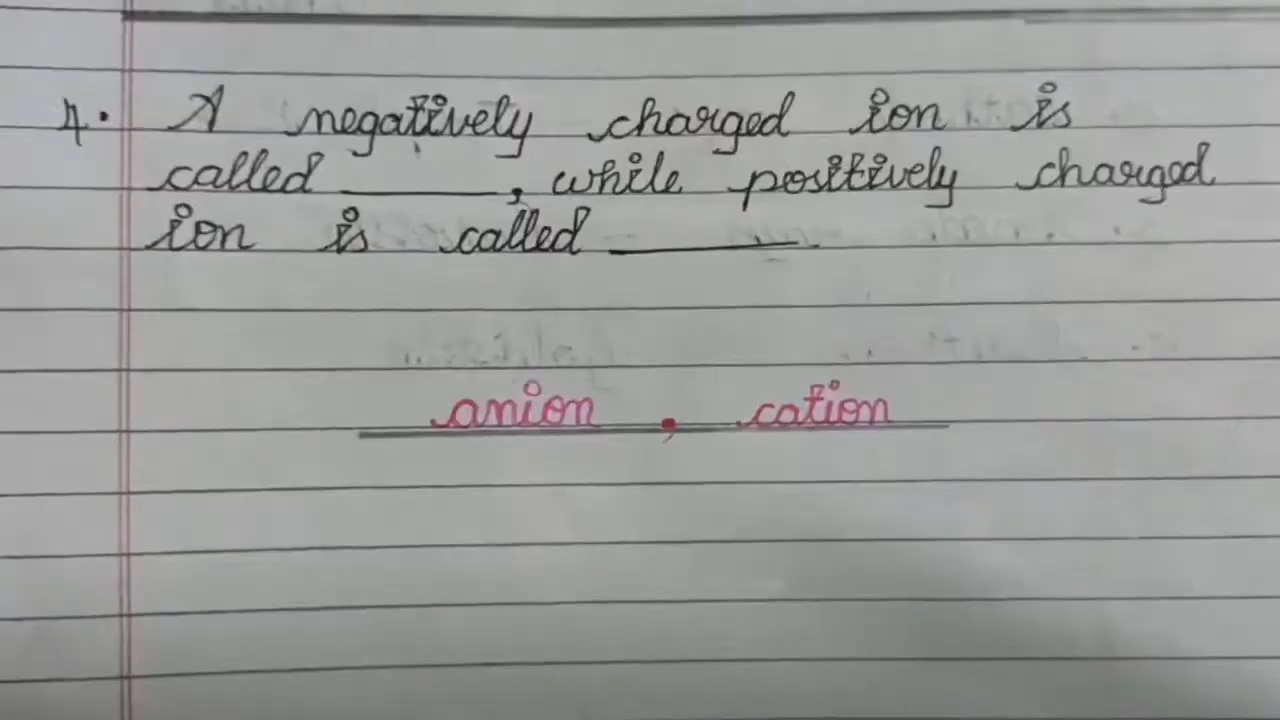 4. A negatively charged ion is
called ______, while positively charged
ion is called ______.
anion , cation